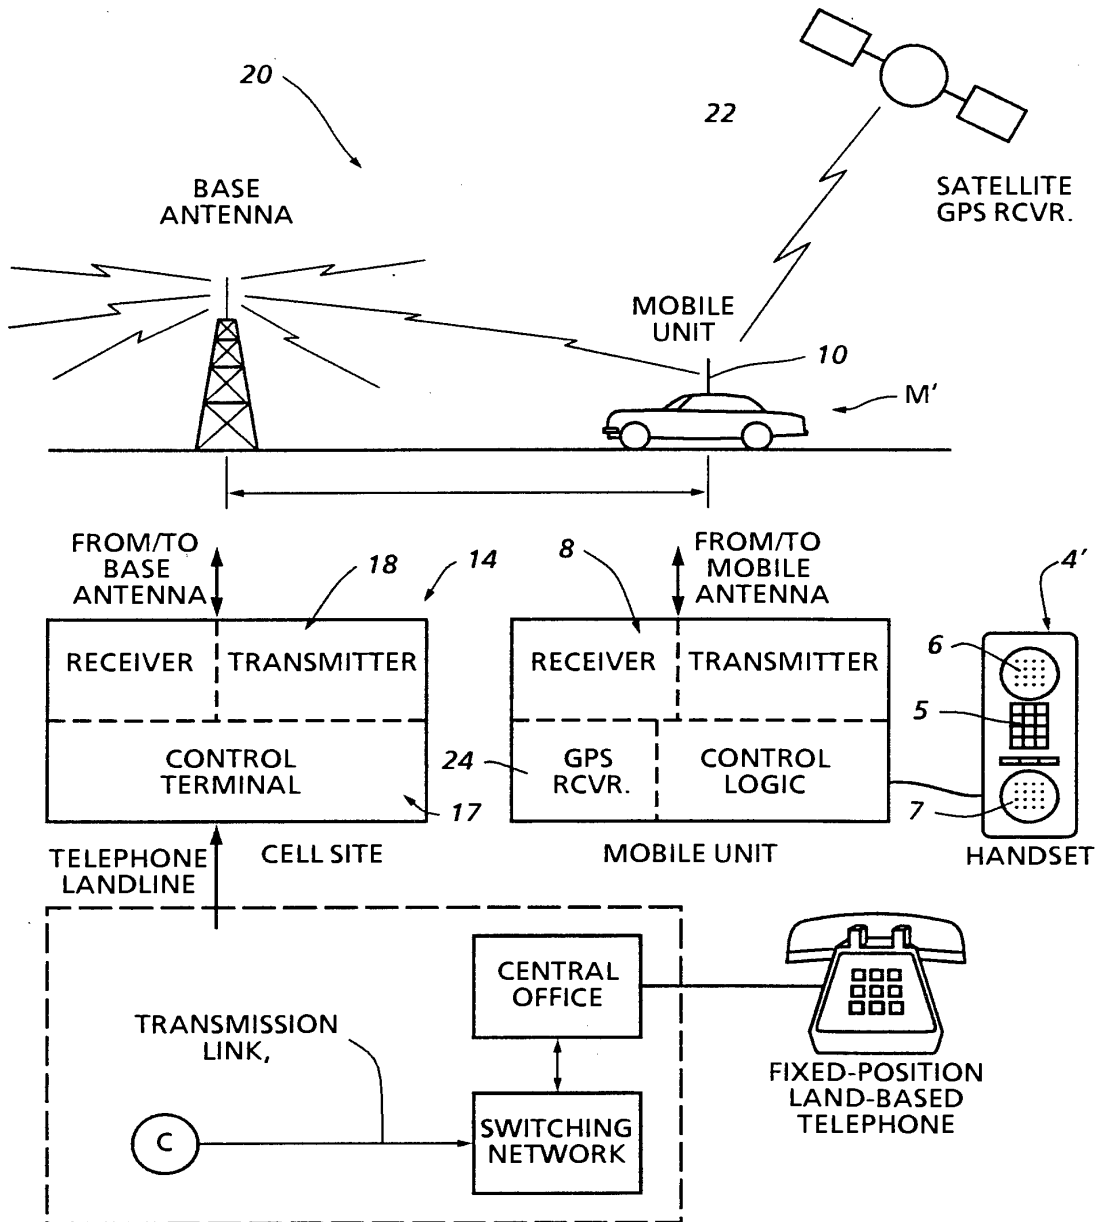 20
22
BASE
ANTENNA
SATELLITE
GPS RCVR.
MOBILE
UNIT
10
M'
FROM/TO
BASE
ANTENNA
18
14
8
FROM/TO
MOBILE
ANTENNA
4'
RECEIVER
TRANSMITTER
RECEIVER
TRANSMITTER
6
5
CONTROL
TERMINAL
24
GPS
RCVR.
CONTROL
LOGIC
17
7
TELEPHONE
LANDLINE
CELL SITE
MOBILE UNIT
HANDSET
CENTRAL
OFFICE
TRANSMISSION
LINK,
C
SWITCHING
NETWORK
FIXED-POSITION
LAND-BASED
TELEPHONE